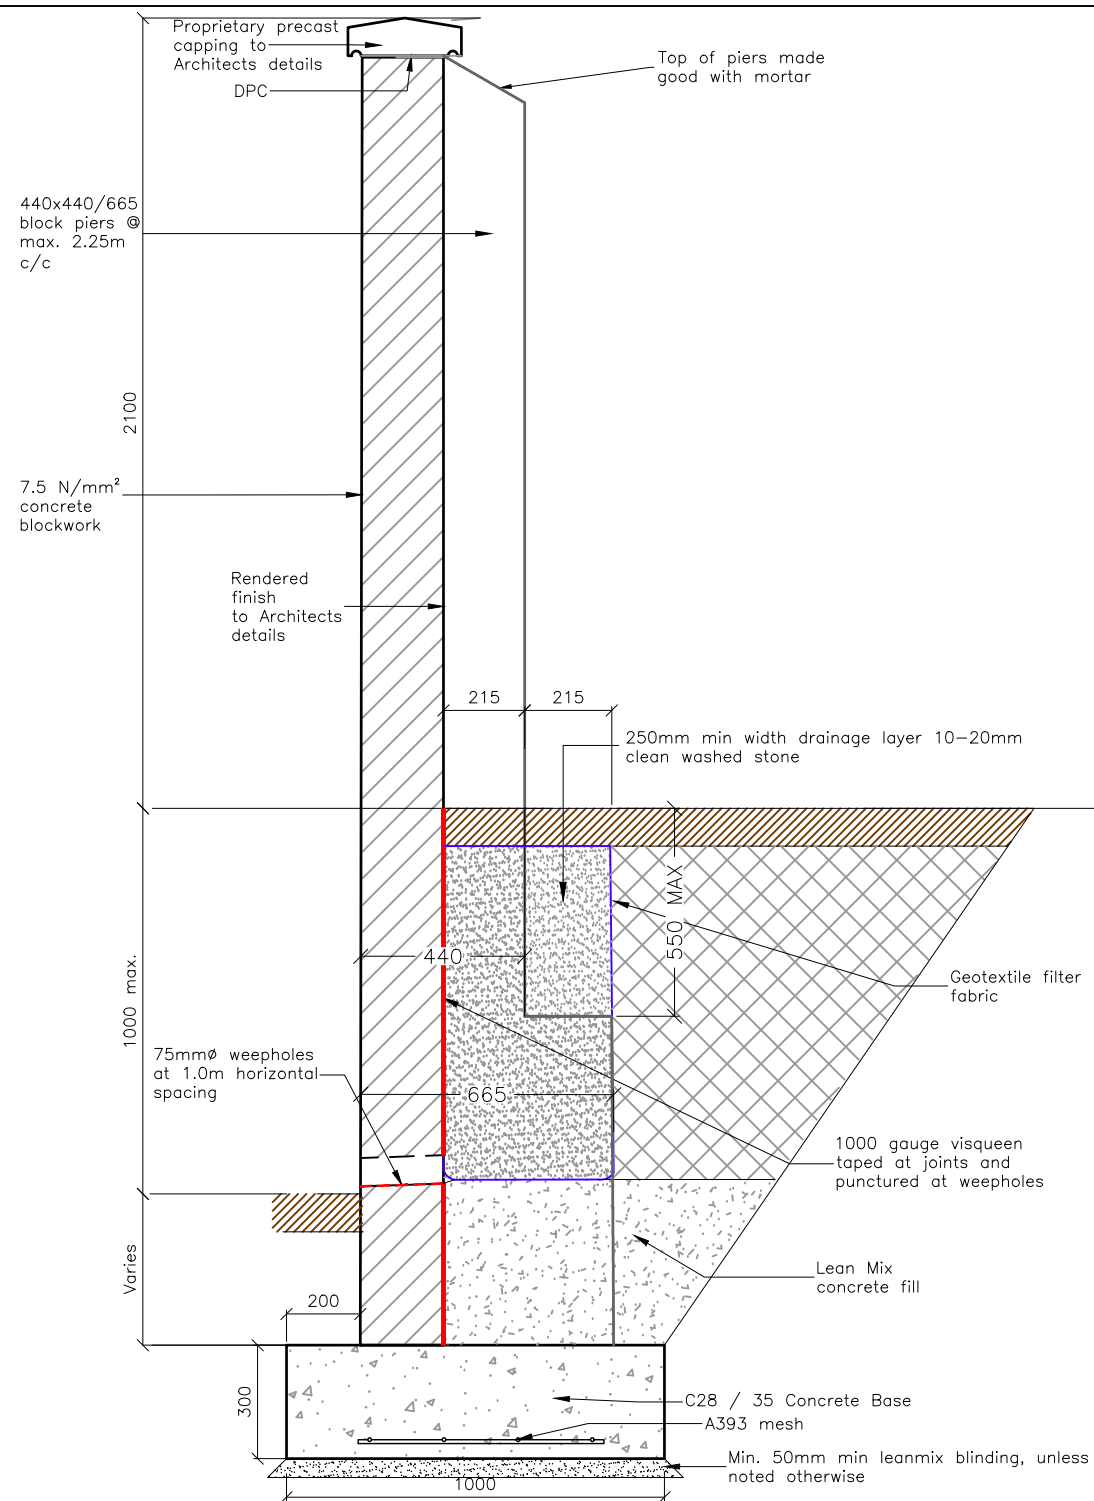 Proprietary precast
capping to
Architects details
DPC
Top of piers made
good with mortar
440x440/665
block piers @
max. 2.25m
c/c
2100
7.5 N/mm²
concrete
blockwork
Rendered
finish
to Architects
details
215
215
250mm min width drainage layer 10-20mm
clean washed stone
550 MAX
440
Geotextile filter
fabric
1000 max.
75mmø weepholes
at 1.0m horizontal
spacing
665
1000 gauge visqueen
taped at joints and
punctured at weepholes
Varies
Lean Mix
concrete fill
200
300
C28 / 35 Concrete Base
A393 mesh
Min. 50mm min leanmix blinding, unless
noted otherwise
1000